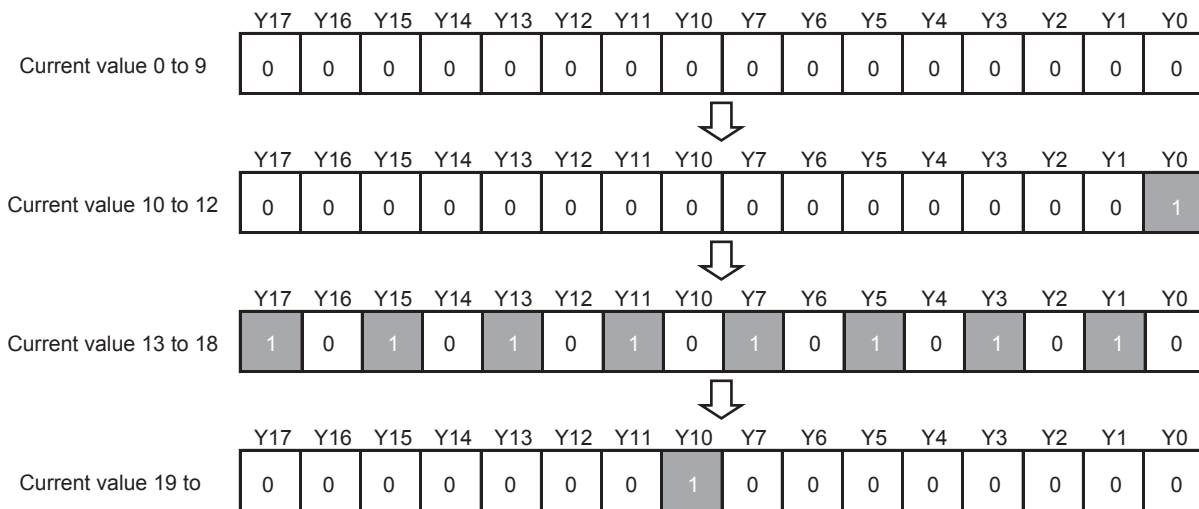 Y17 Y16 Y15 Y14 Y13 Y12 Y11 Y10 Y7 Y6 Y5 Y4 Y3 Y2 Y1 Y0
Current value 0 to 9 0 0 0 0 0 0 0 0 0 0 0 0 0 0 0 0
Y17 Y16 Y15 Y14 Y13 Y12 Y11 Y10 Y7 Y6 Y5 Y4 Y3 Y2 Y1 Y0
Current value 10 to 12 0 0 0 0 0 0 0 0 0 0 0 0 0 0 0 1
Y17 Y16 Y15 Y14 Y13 Y12 Y11 Y10 Y7 Y6 Y5 Y4 Y3 Y2 Y1 Y0
Current value 13 to 18 1 0 1 0 1 0 1 0 1 0 1 0 1 0 1 0
Y17 Y16 Y15 Y14 Y13 Y12 Y11 Y10 Y7 Y6 Y5 Y4 Y3 Y2 Y1 Y0
Current value 19 to 0 0 0 0 0 0 0 1 0 0 0 0 0 0 0 0